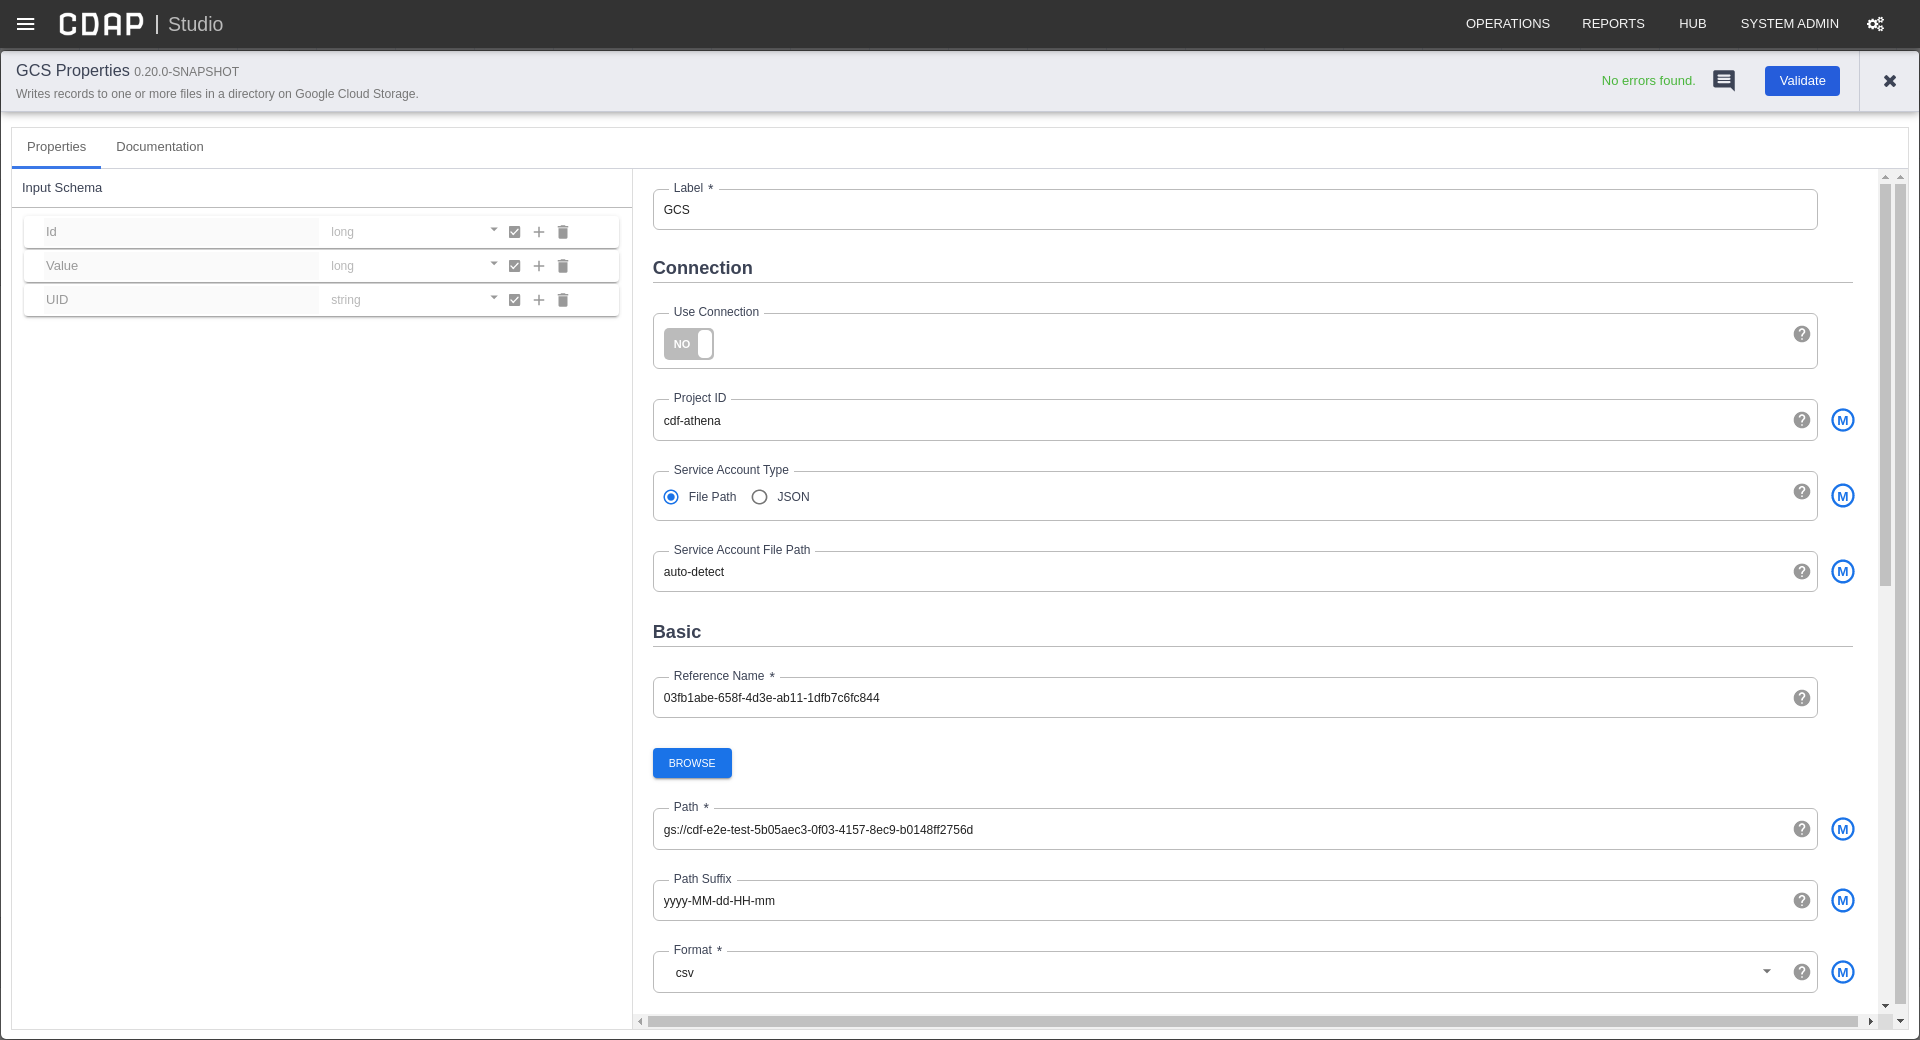 CDAP | Studio
OPERATIONS REPORTS HUB SYSTEM ADMIN
GCS Properties 0.20.0-SNAPSHOT
Writes records to one or more files in a directory on Google Cloud Storage.
No errors found.
Validate
Properties Documentation
Input Schema
Id long
Value long
UID string
Label *
GCS
Connection
Use Connection
NO
Project ID
cdf-athena
M
Service Account Type
File Path JSON
M
Service Account File Path
auto-detect
M
Basic
Reference Name *
03fb1abe-658f-4d3e-ab11-1dfb7c6fc844
BROWSE
Path *
gs://cdf-e2e-test-5b05aec3-0f03-4157-8ec9-b0148ff2756d
M
Path Suffix
yyyy-MM-dd-HH-mm
M
Format *
csv
M